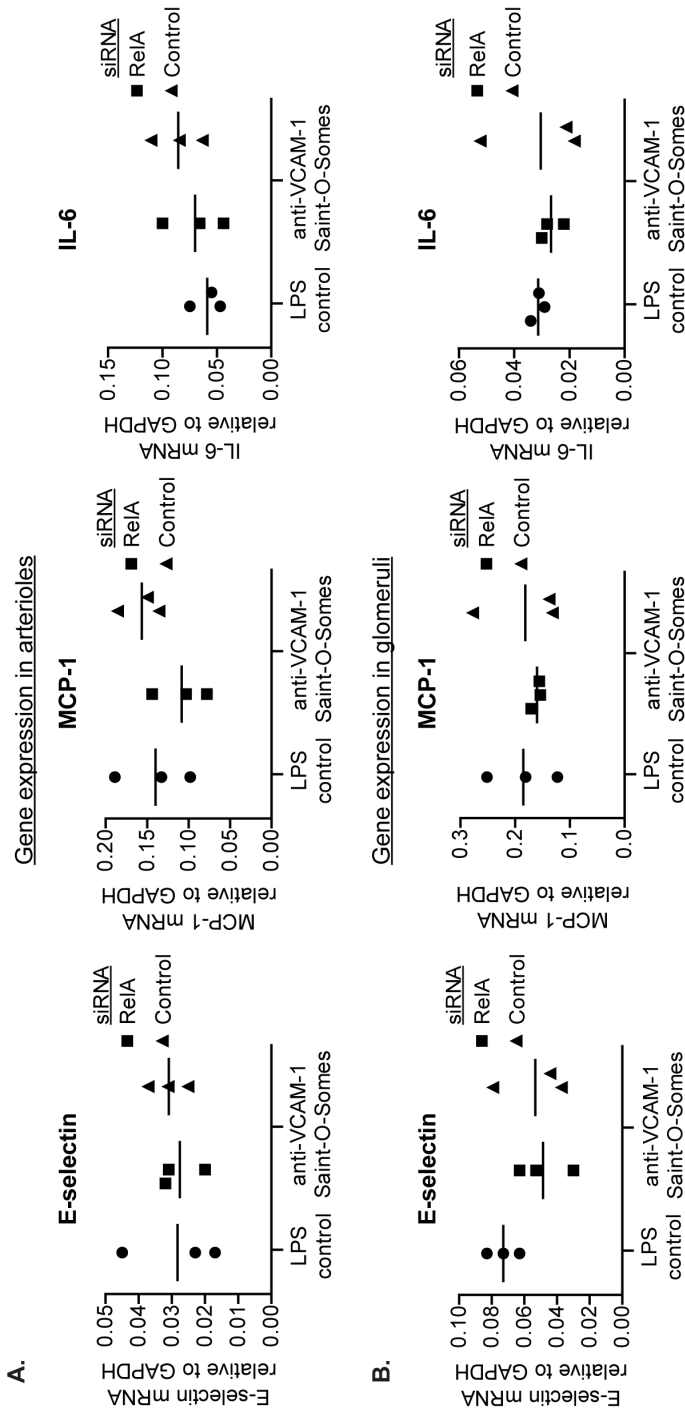 A.
Gene expression in arterioles
E-selectin
E-selectin mRNA
relative to GAPDH
0.05
0.04
0.03
0.02
0.01
0.00
LPS
control
anti-VCAM-1
Saint-O-Somes
siRNA
RelA
Control
MCP-1
MCP-1 mRNA
relative to GAPDH
0.20
0.15
0.10
0.05
0.00
LPS
control
anti-VCAM-1
Saint-O-Somes
siRNA
RelA
Control
IL-6
IL-6 mRNA
relative to GAPDH
0.15
0.10
0.05
0.00
LPS
control
anti-VCAM-1
Saint-O-Somes
siRNA
RelA
Control
B.
Gene expression in glomeruli
E-selectin
E-selectin mRNA
relative to GAPDH
0.10
0.08
0.06
0.04
0.02
0.00
LPS
control
anti-VCAM-1
Saint-O-Somes
siRNA
RelA
Control
MCP-1
MCP-1 mRNA
relative to GAPDH
0.3
0.2
0.1
0.0
LPS
control
anti-VCAM-1
Saint-O-Somes
siRNA
RelA
Control
IL-6
IL-6 mRNA
relative to GAPDH
0.06
0.04
0.02
0.00
LPS
control
anti-VCAM-1
Saint-O-Somes
siRNA
RelA
Control